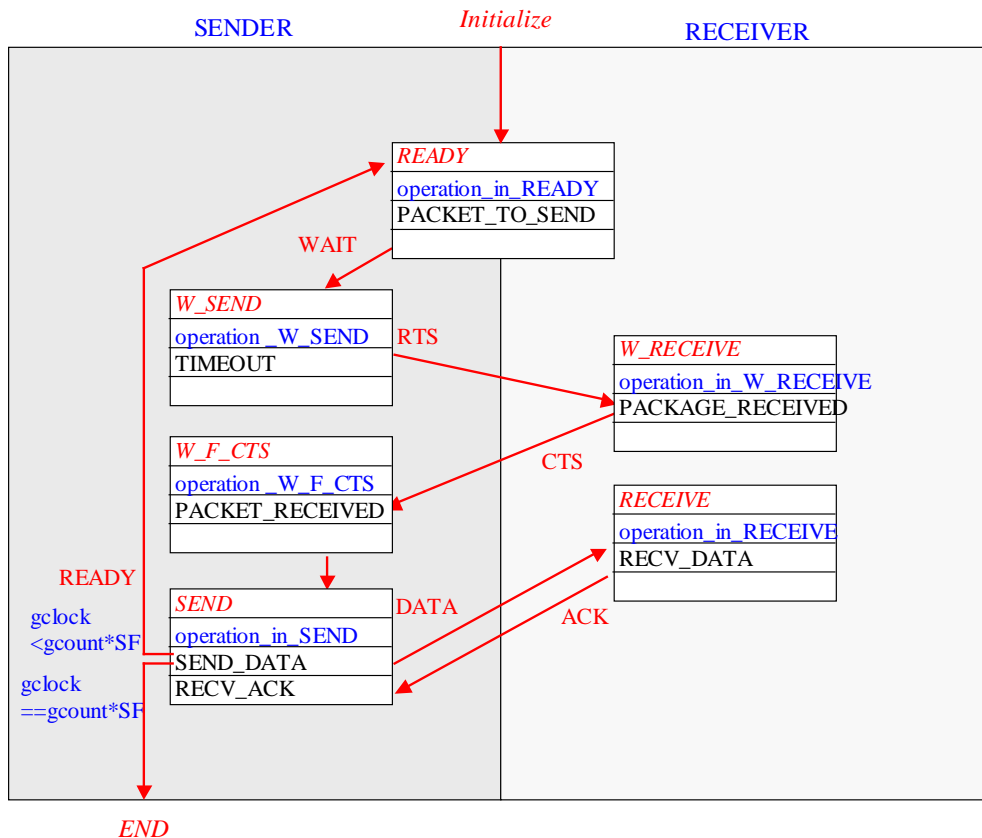 Initialize
SENDER
RECEIVER
READY
operation_in_READY
PACKET_TO_SEND
WAIT
W_SEND
operation _W_SEND
TIMEOUT
RTS
W_RECEIVE
operation_in_W_RECEIVE
PACKAGE_RECEIVED
W_F_CTS
operation _W_F_CTS
PACKET_RECEIVED
CTS
RECEIVE
operation_in_RECEIVE
RECV_DATA
READY
gclock
<gcount*SF
gclock
==gcount*SF
SEND
operation_in_SEND
SEND_DATA
RECV_ACK
DATA
ACK
END